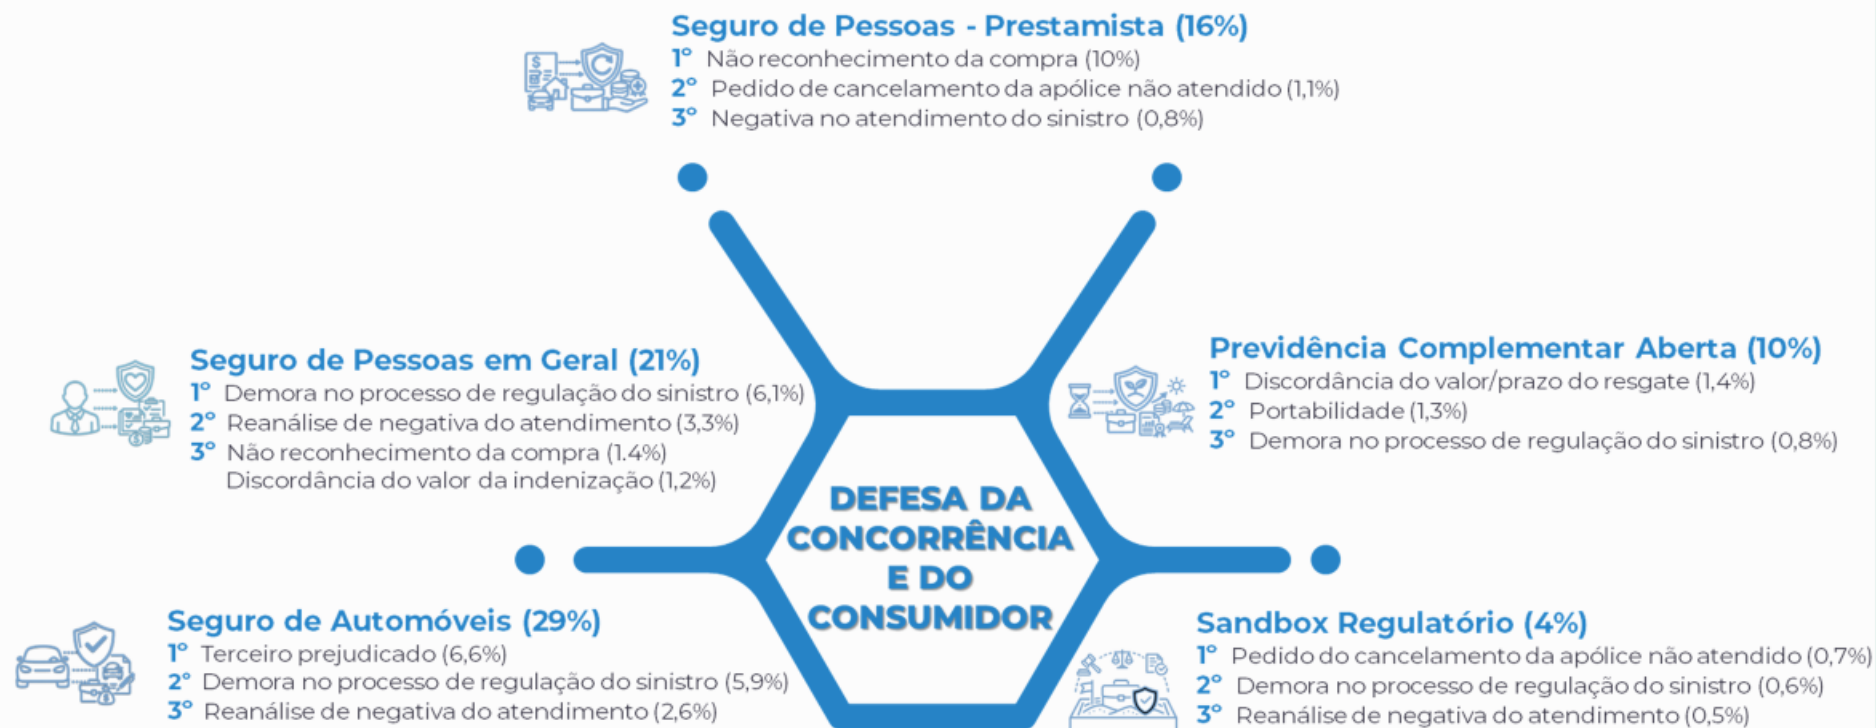 Seguro de Pessoas - Prestamista (16%)
1º Não reconhecimento da compra (10%)
2º Pedido de cancelamento da apólice não atendido (1,1%)
3º Negativa no atendimento do sinistro (0,8%)
Seguro de Pessoas em Geral (21%)
1º Demora no processo de regulação do sinistro (6,1%)
2º Reanálise de negativa do atendimento (3,3%)
3º Não reconhecimento da compra (1.4%)
Discordância do valor da indenização (1,2%)
Previdência Complementar Aberta (10%)
1º Discordância do valor/prazo do resgate (1,4%)
2º Portabilidade (1,3%)
3º Demora no processo de regulação do sinistro (0,8%)
DEFESA DA
CONCORRÊNCIA
E DO
CONSUMIDOR
Seguro de Automóveis (29%)
1º Terceiro prejudicado (6,6%)
2º Demora no processo de regulação do sinistro (5,9%)
3º Reanálise de negativa do atendimento (2,6%)
Sandbox Regulatório (4%)
1º Pedido do cancelamento da apólice não atendido (0,7%)
2º Demora no processo de regulação do sinistro (0,6%)
3º Reanálise de negativa do atendimento (0,5%)